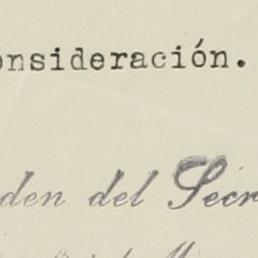 onsideración.
den del Secr